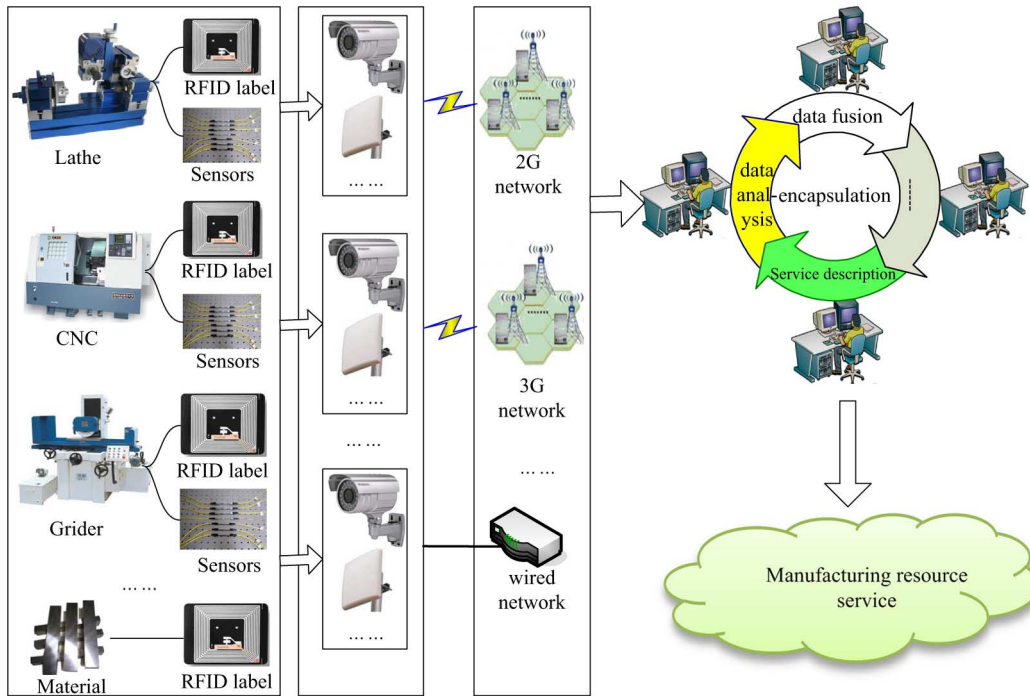 RFID label
Lathe
Sensors
RFID label
CNC
Sensors
RFID label
Grider
Sensors
... ...
Material
RFID label
... ...
... ...
... ...
... ...
2G
network
3G
network
... ...
wired
network
data fusion
data
anal
ysis
-encapsulation
Service description
Manufacturing resource
service